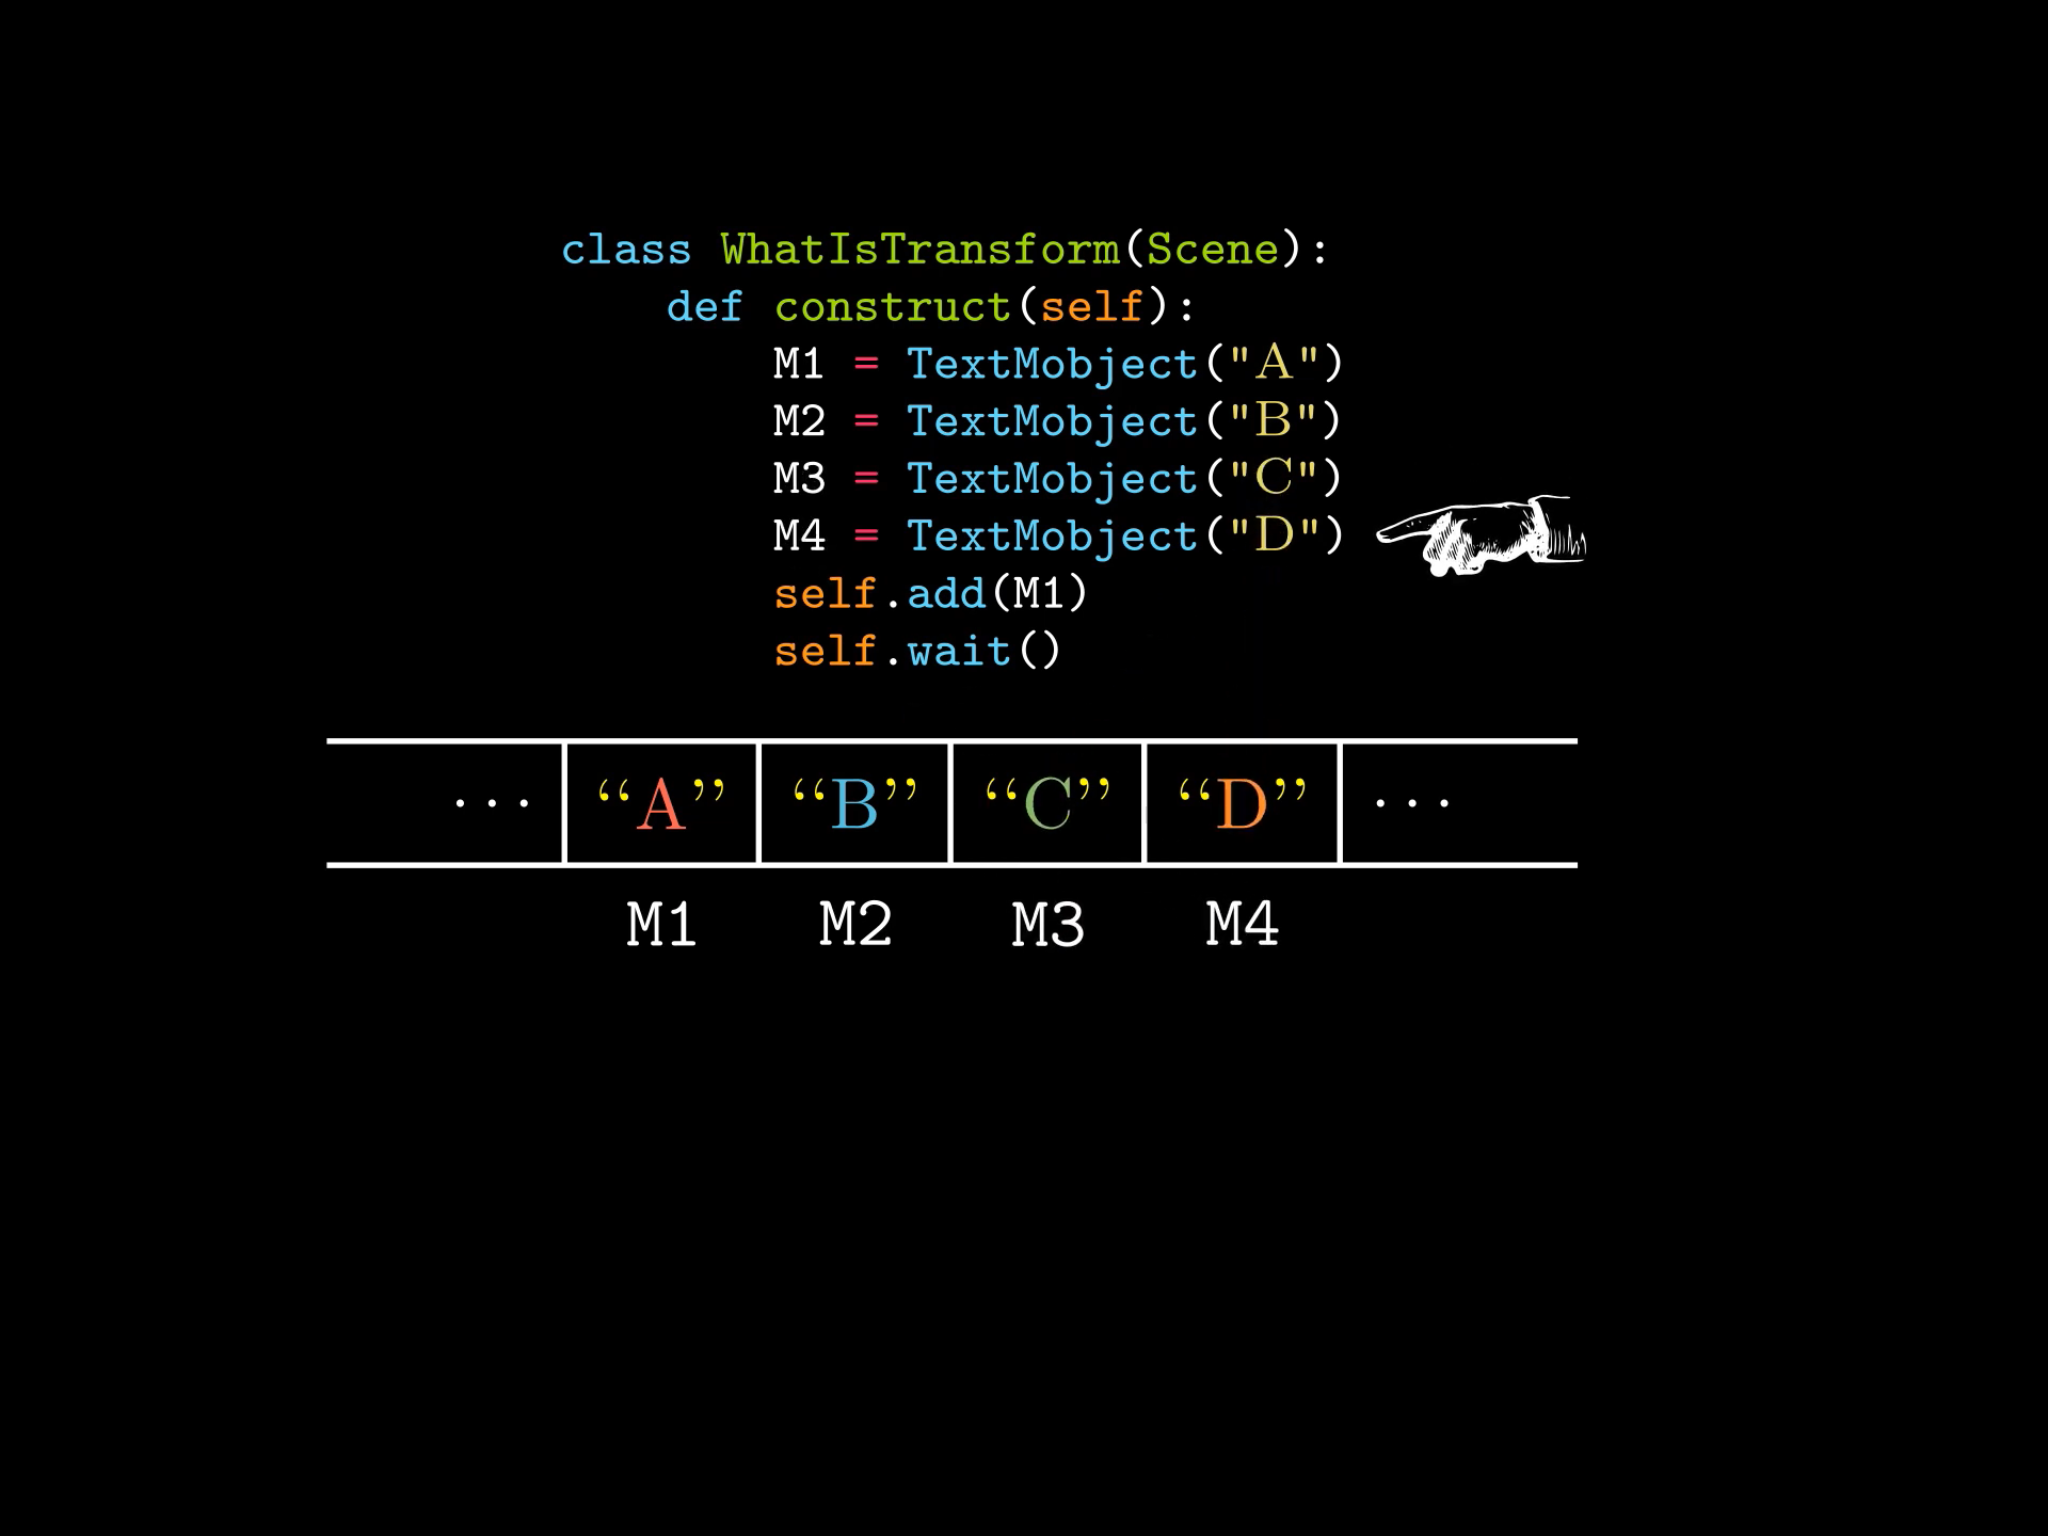 class WhatIsTransform(Scene):
def construct(self):
M1 = TextMobject("A")
M2 = TextMobject("B")
M3 = TextMobject("C")
M4 = TextMobject("D")
self.add(M1)
self.wait()
··· “A” “B” “C” “D” ···
M1 M2 M3 M4